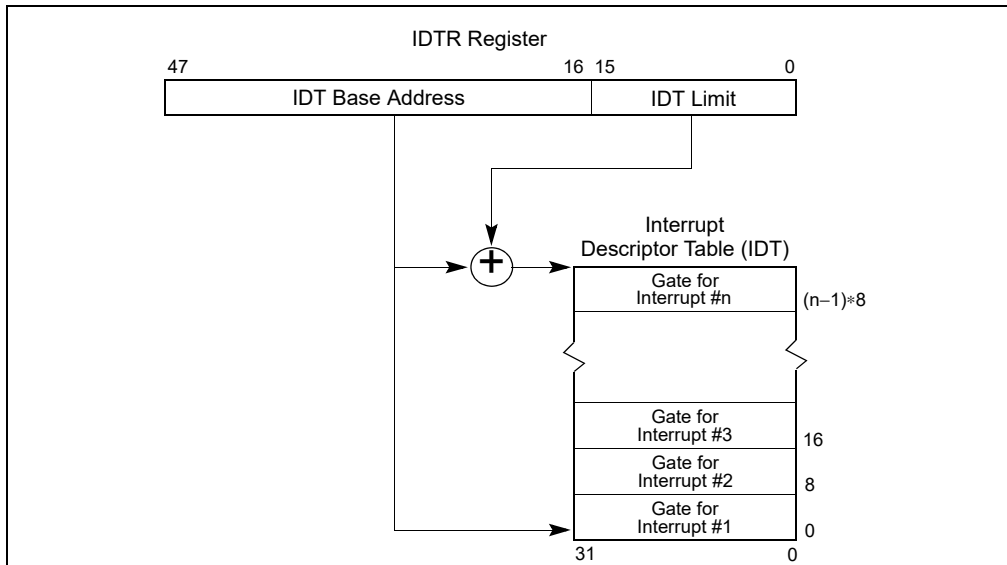 IDTR Register
47 16 15 0
IDT Base Address IDT Limit
+
Interrupt
Descriptor Table (IDT)
Gate for
Interrupt #n
(n−1)∗8
Gate for
Interrupt #3
16
Gate for
Interrupt #2
8
Gate for
Interrupt #1
0
31 0